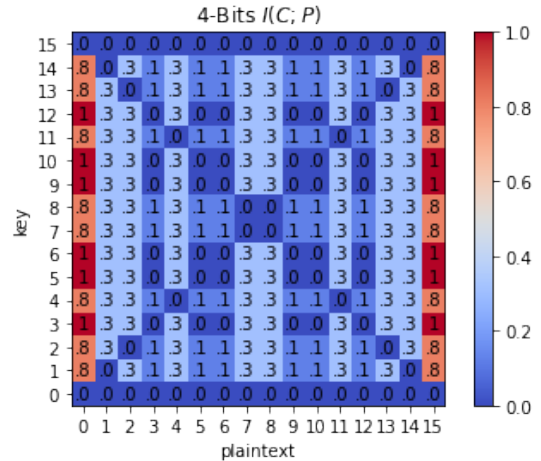 4-Bits I(C; P)
15 .0 .0 .0 .0 .0 .0 .0 .0 .0 .0 .0 .0 .0 .0 .0 .0
14 .8 .0 .3 .1 .3 .1 .1 .3 .3 .1 .1 .3 .1 .3 .0 .8
13 .8 .3 .0 .1 .3 .1 .1 .3 .3 .1 .1 .3 .1 .0 .3 .8
12 1 .3 .3 .0 .3 .0 .0 .3 .3 .0 .0 .3 .0 .3 .3 1
11 .8 .3 .3 .1 .0 .1 .1 .3 .3 .1 .1 .0 .1 .3 .3 .8
10 1 .3 .3 .0 .3 .0 .0 .3 .3 .0 .0 .3 .0 .3 .3 1
9 1 .3 .3 .0 .3 .0 .0 .3 .3 .0 .0 .3 .0 .3 .3 1
8 .8 .3 .3 .1 .3 .1 .1 .0 .0 .1 .1 .3 .1 .3 .3 .8
7 .8 .3 .3 .1 .3 .1 .1 .0 .0 .1 .1 .3 .1 .3 .3 .8
6 1 .3 .3 .0 .3 .0 .0 .3 .3 .0 .0 .3 .0 .3 .3 1
5 1 .3 .3 .0 .3 .0 .0 .3 .3 .0 .0 .3 .0 .3 .3 1
4 .8 .3 .3 .1 .0 .1 .1 .3 .3 .1 .1 .0 .1 .3 .3 .8
3 1 .3 .3 .0 .3 .0 .0 .3 .3 .0 .0 .3 .0 .3 .3 1
2 .8 .3 .0 .1 .3 .1 .1 .3 .3 .1 .1 .3 .1 .0 .3 .8
1 .8 .0 .3 .1 .3 .1 .1 .3 .3 .1 .1 .3 .1 .3 .0 .8
0 .0 .0 .0 .0 .0 .0 .0 .0 .0 .0 .0 .0 .0 .0 .0 .0
0 1 2 3 4 5 6 7 8 9 10 11 12 13 14 15
plaintext
key
1.0
0.8
0.6
0.4
0.2
0.0